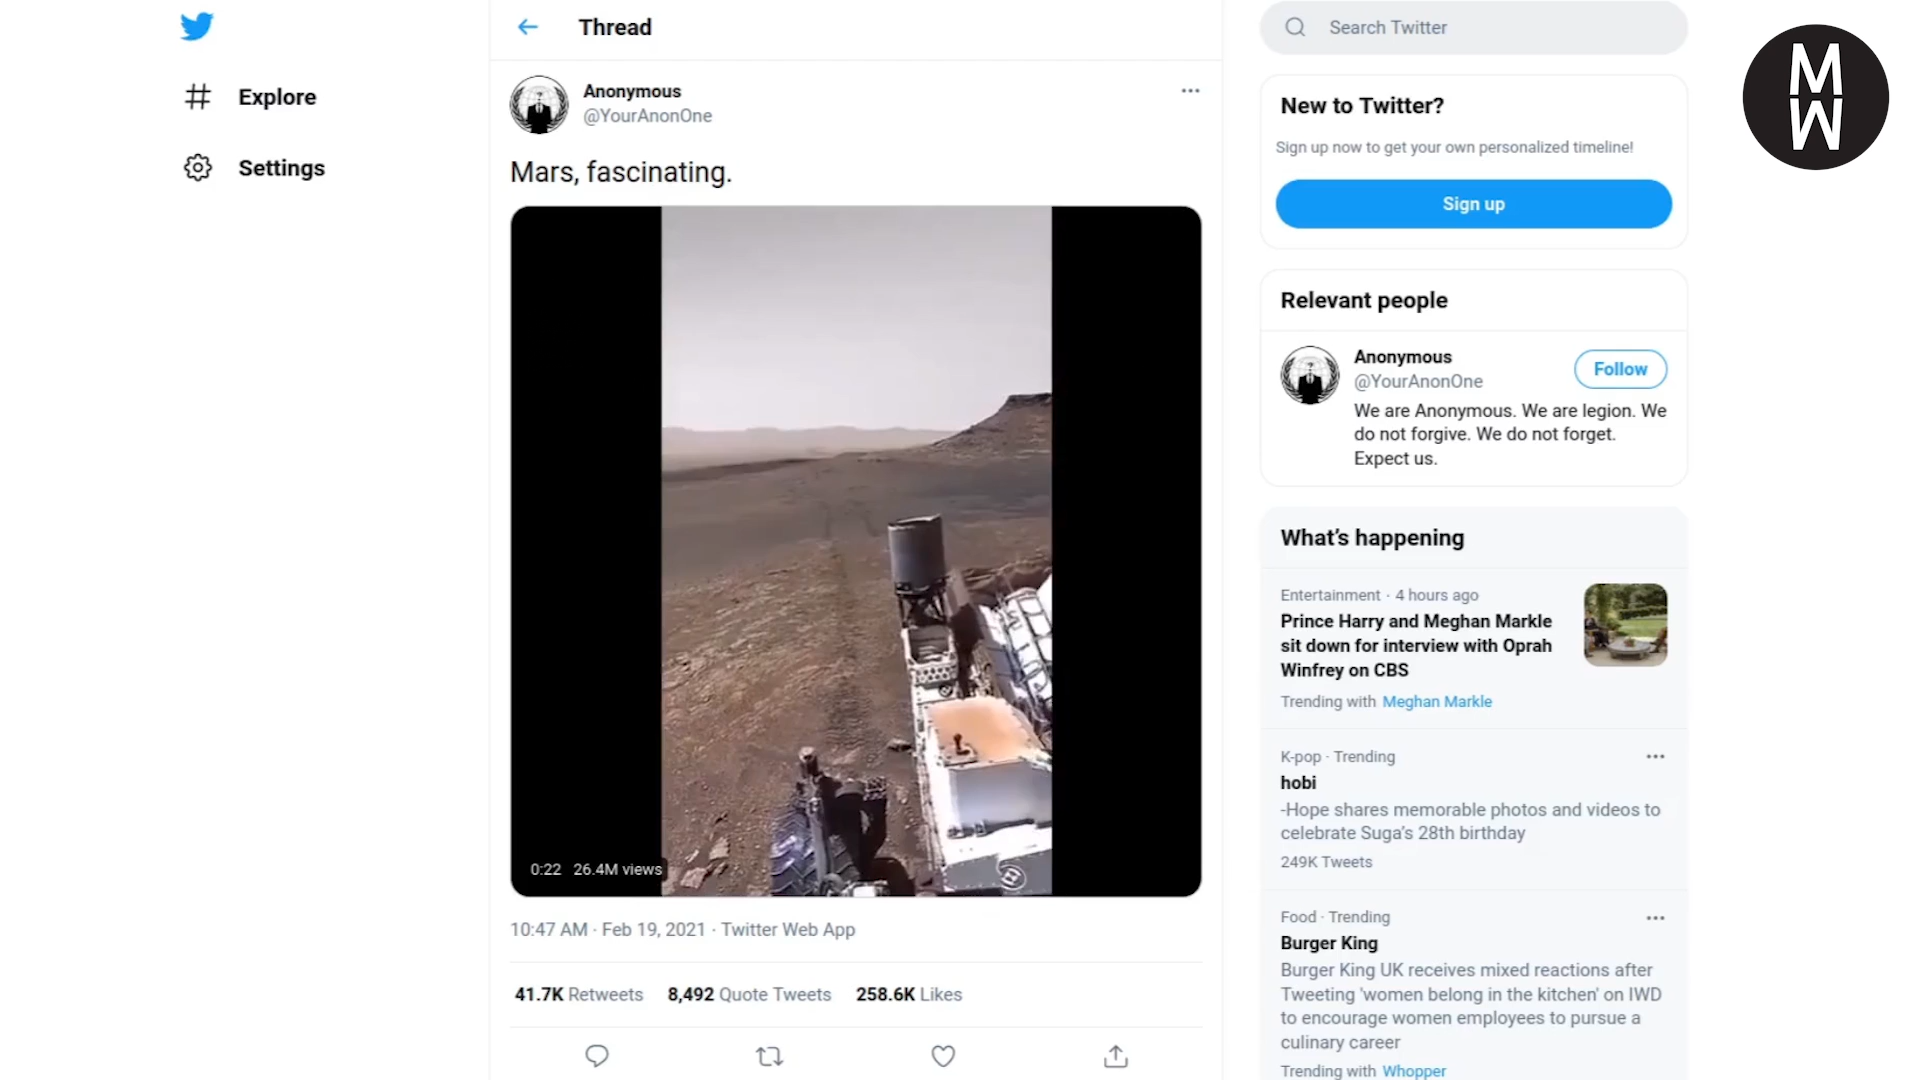 Explore
Settings
Thread
Anonymous
@YourAnonOne
Mars, fascinating.
0:22 26.4M views
10:47 AM · Feb 19, 2021 · Twitter Web App
41.7K Retweets 8,492 Quote Tweets 258.6K Likes
Search Twitter
New to Twitter?
Sign up now to get your own personalized timeline!
Sign up
Relevant people
Anonymous
@YourAnonOne
Follow
We are Anonymous. We are legion. We
do not forgive. We do not forget.
Expect us.
What's happening
Entertainment · 4 hours ago
Prince Harry and Meghan Markle
sit down for interview with Oprah
Winfrey on CBS
Trending with Meghan Markle
K-pop · Trending
hobi
-Hope shares memorable photos and videos to
celebrate Suga's 28th birthday
249K Tweets
Food · Trending
Burger King
Burger King UK receives mixed reactions after
Tweeting 'women belong in the kitchen' on IWD
to encourage women employees to pursue a
culinary career
Trending with Whopper
M
W